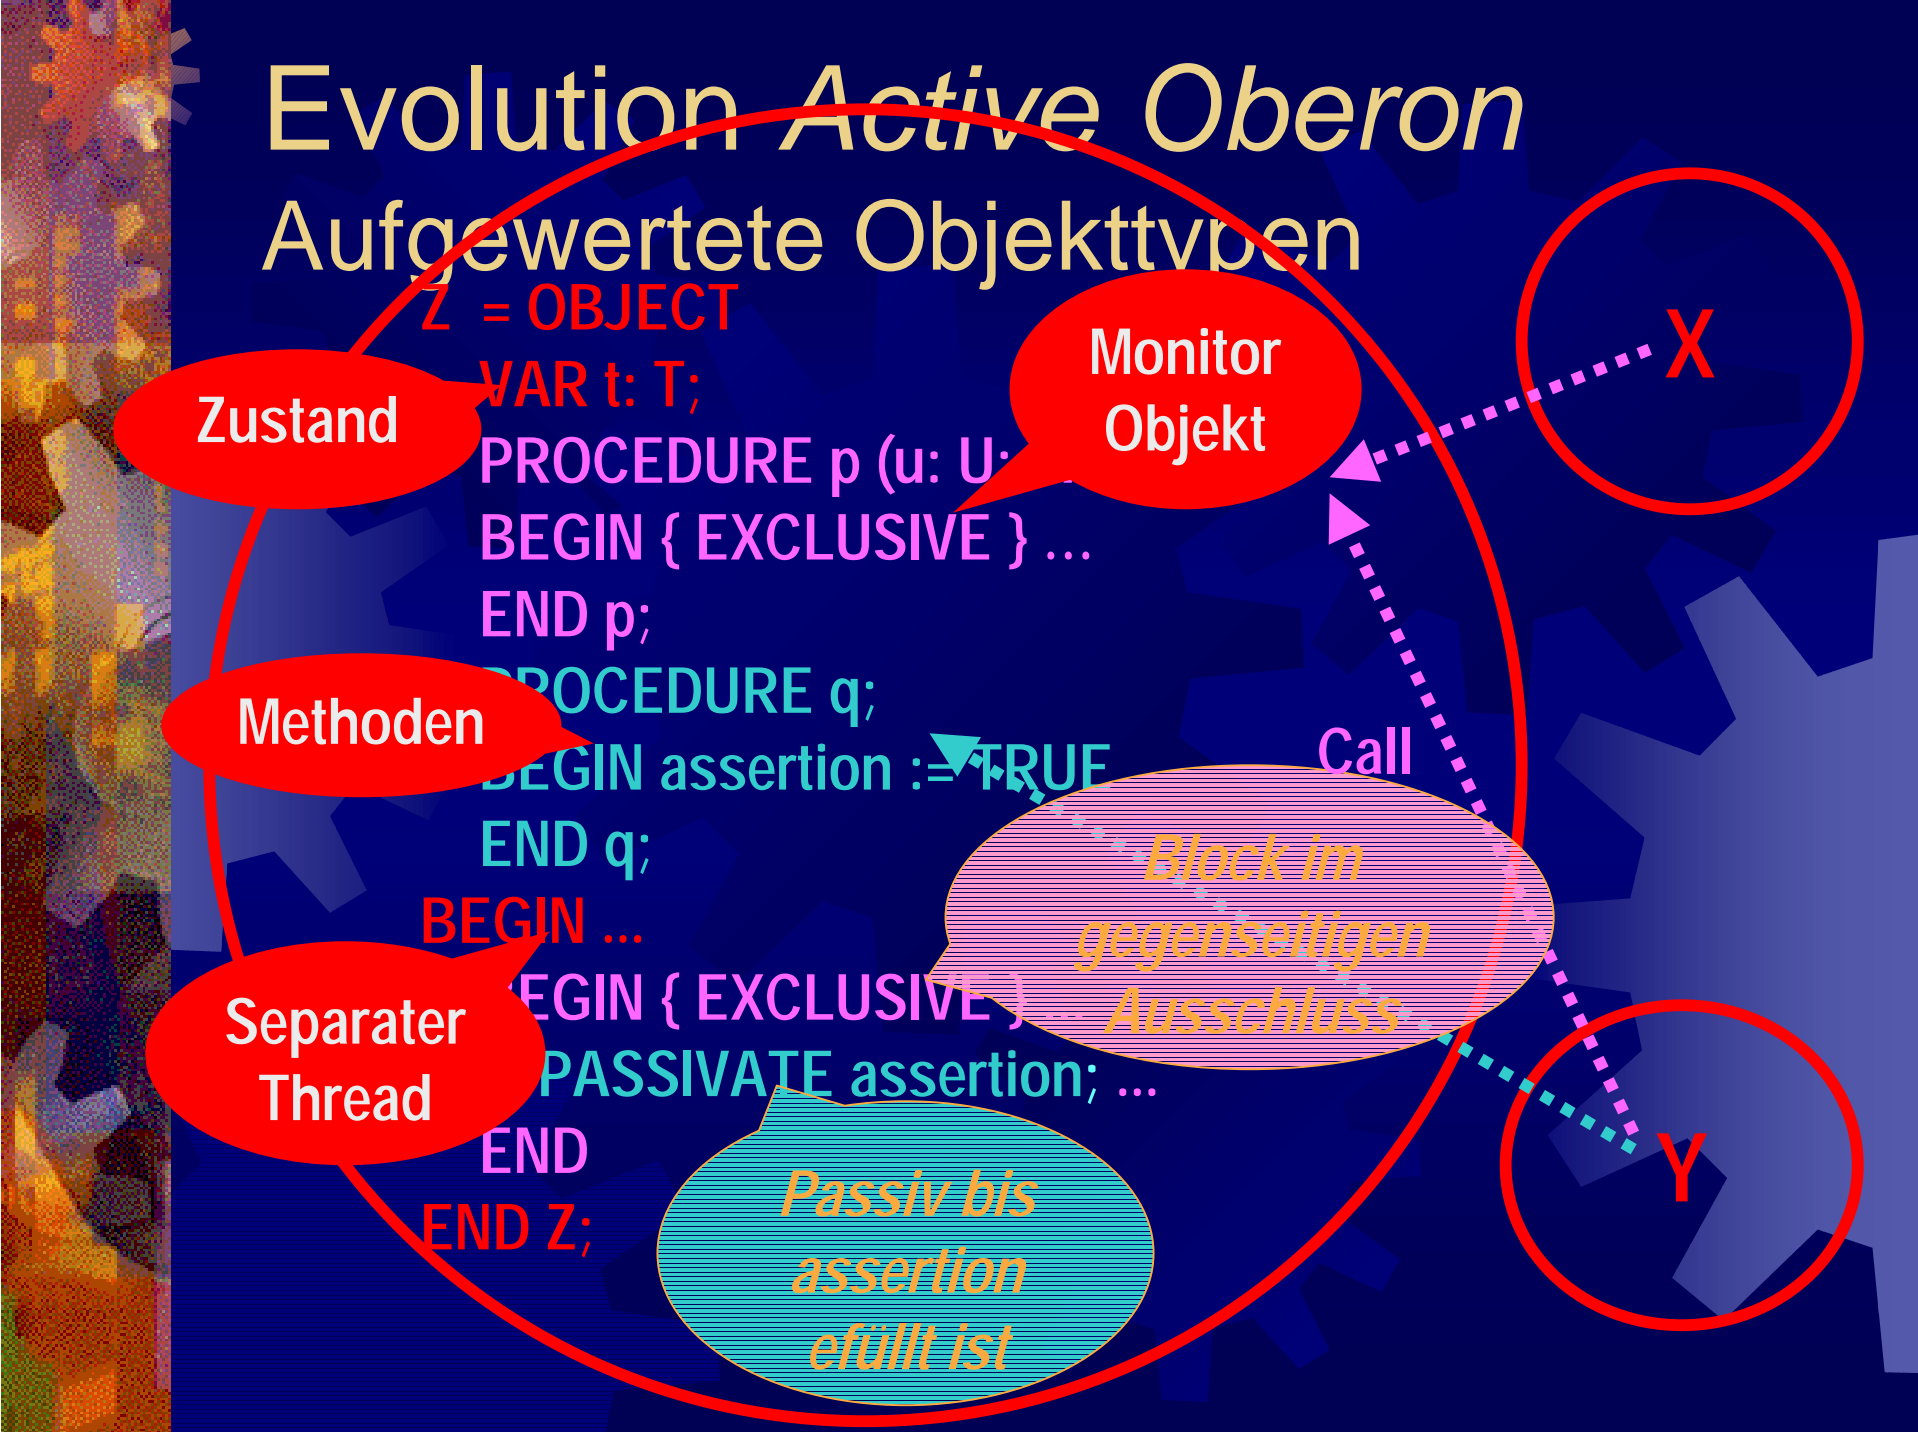 Evolution Active Oberon
Aufgewertete Objekttypen
Z = OBJECT
VAR t: T;
PROCEDURE p (u: U;
BEGIN { EXCLUSIVE } ...
END p;
PROCEDURE q;
BEGIN assertion := TRUE
END q;
BEGIN ...
BEGIN { EXCLUSIVE } ...
PASSIVATE assertion; ...
END
END Z;
Zustand
Monitor
Objekt
Methoden
Separater
Thread
Call
Block im
gegenseitigen
Ausschluss
Passiv bis
assertion
efüllt ist
X
Y